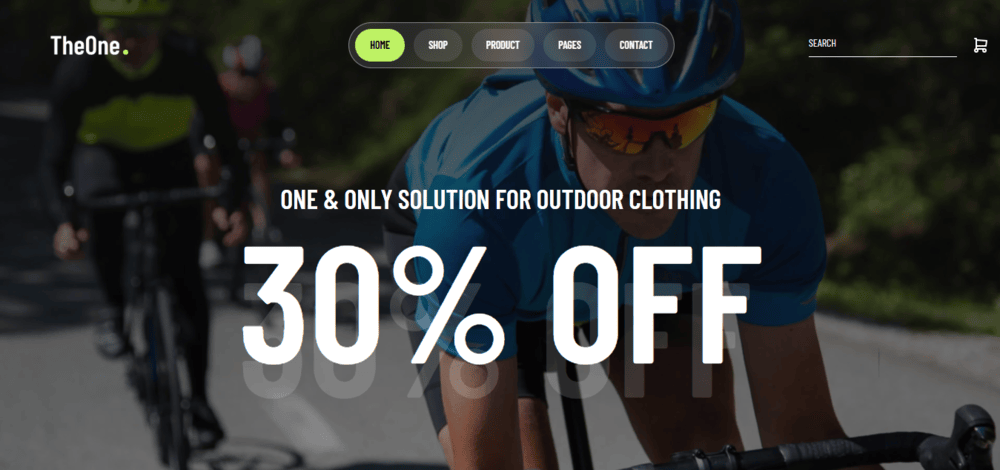 TheOne.
HOME
SHOP
PRODUCT
PAGES
CONTACT
SEARCH
ONE & ONLY SOLUTION FOR OUTDOOR CLOTHING
30% OFF
30% OFF